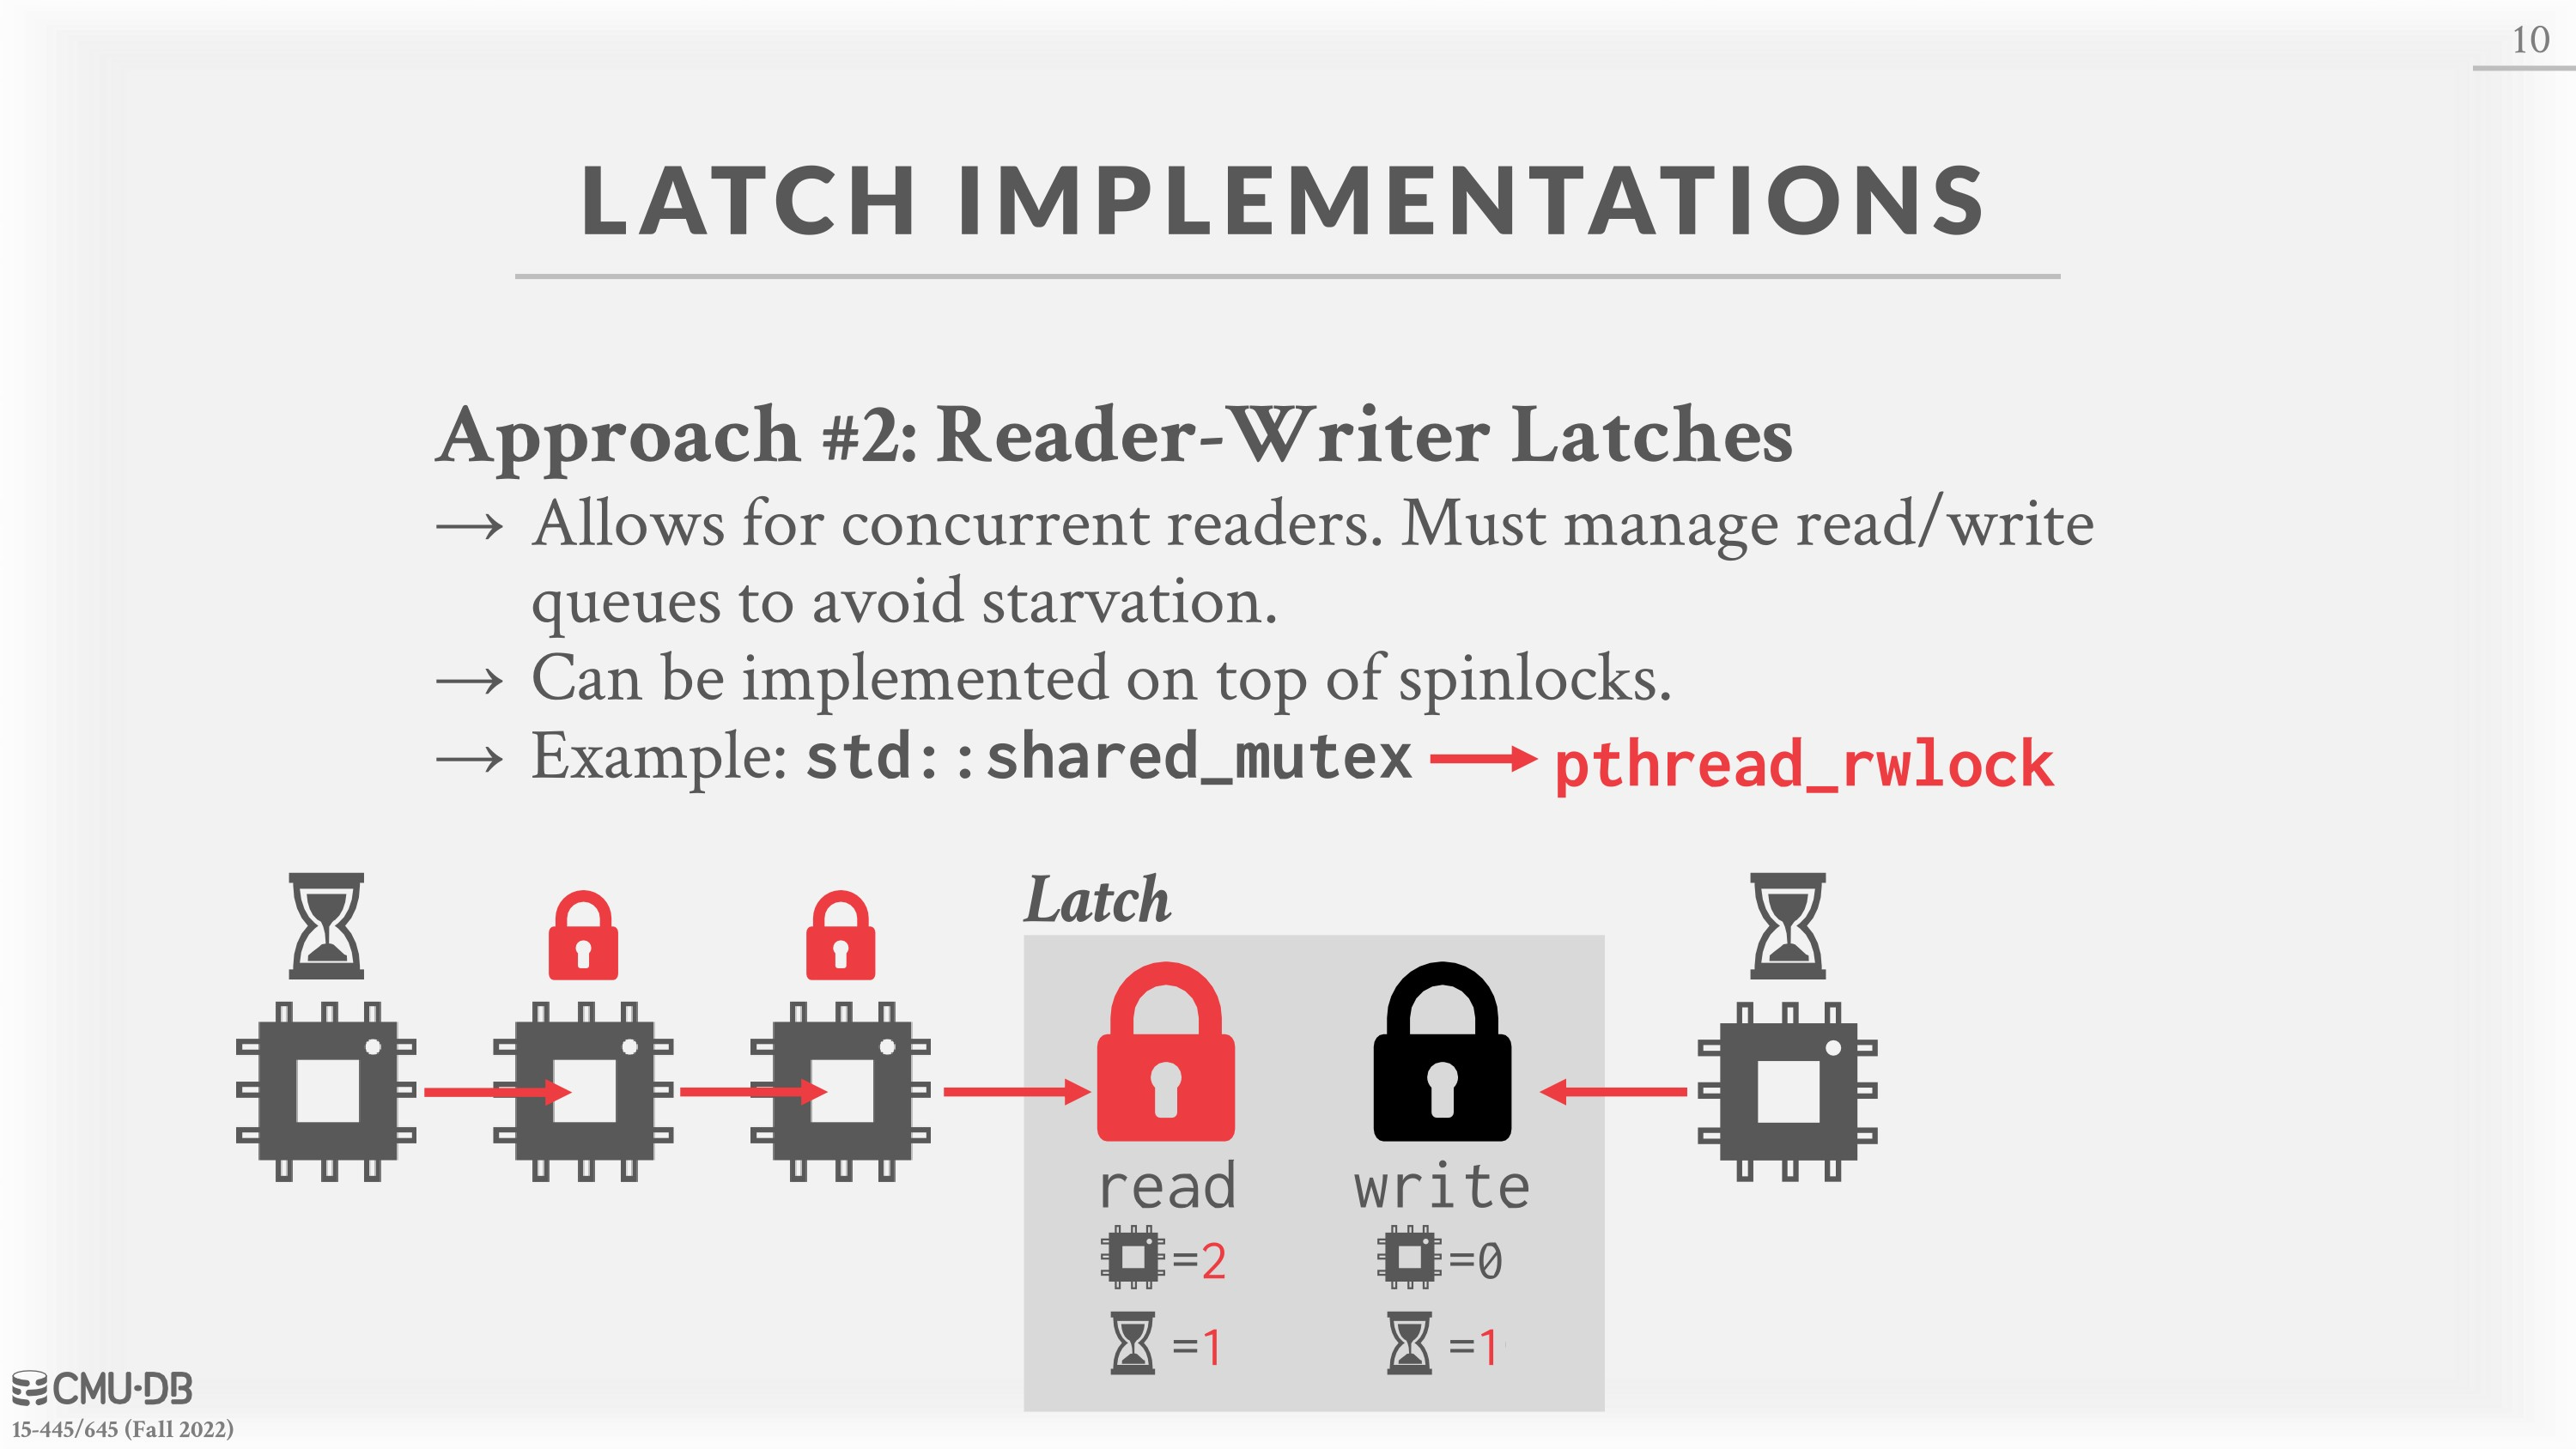 10
LATCH IMPLEMENTATIONS
Approach #2: Reader-Writer Latches
→ Allows for concurrent readers. Must manage read/write
queues to avoid starvation.
→ Can be implemented on top of spinlocks.
→ Example: std::shared_mutex → pthread_rwlock
Latch
read write
=2 =0
=1 =1
CMU·DB
15-445/645 (Fall 2022)